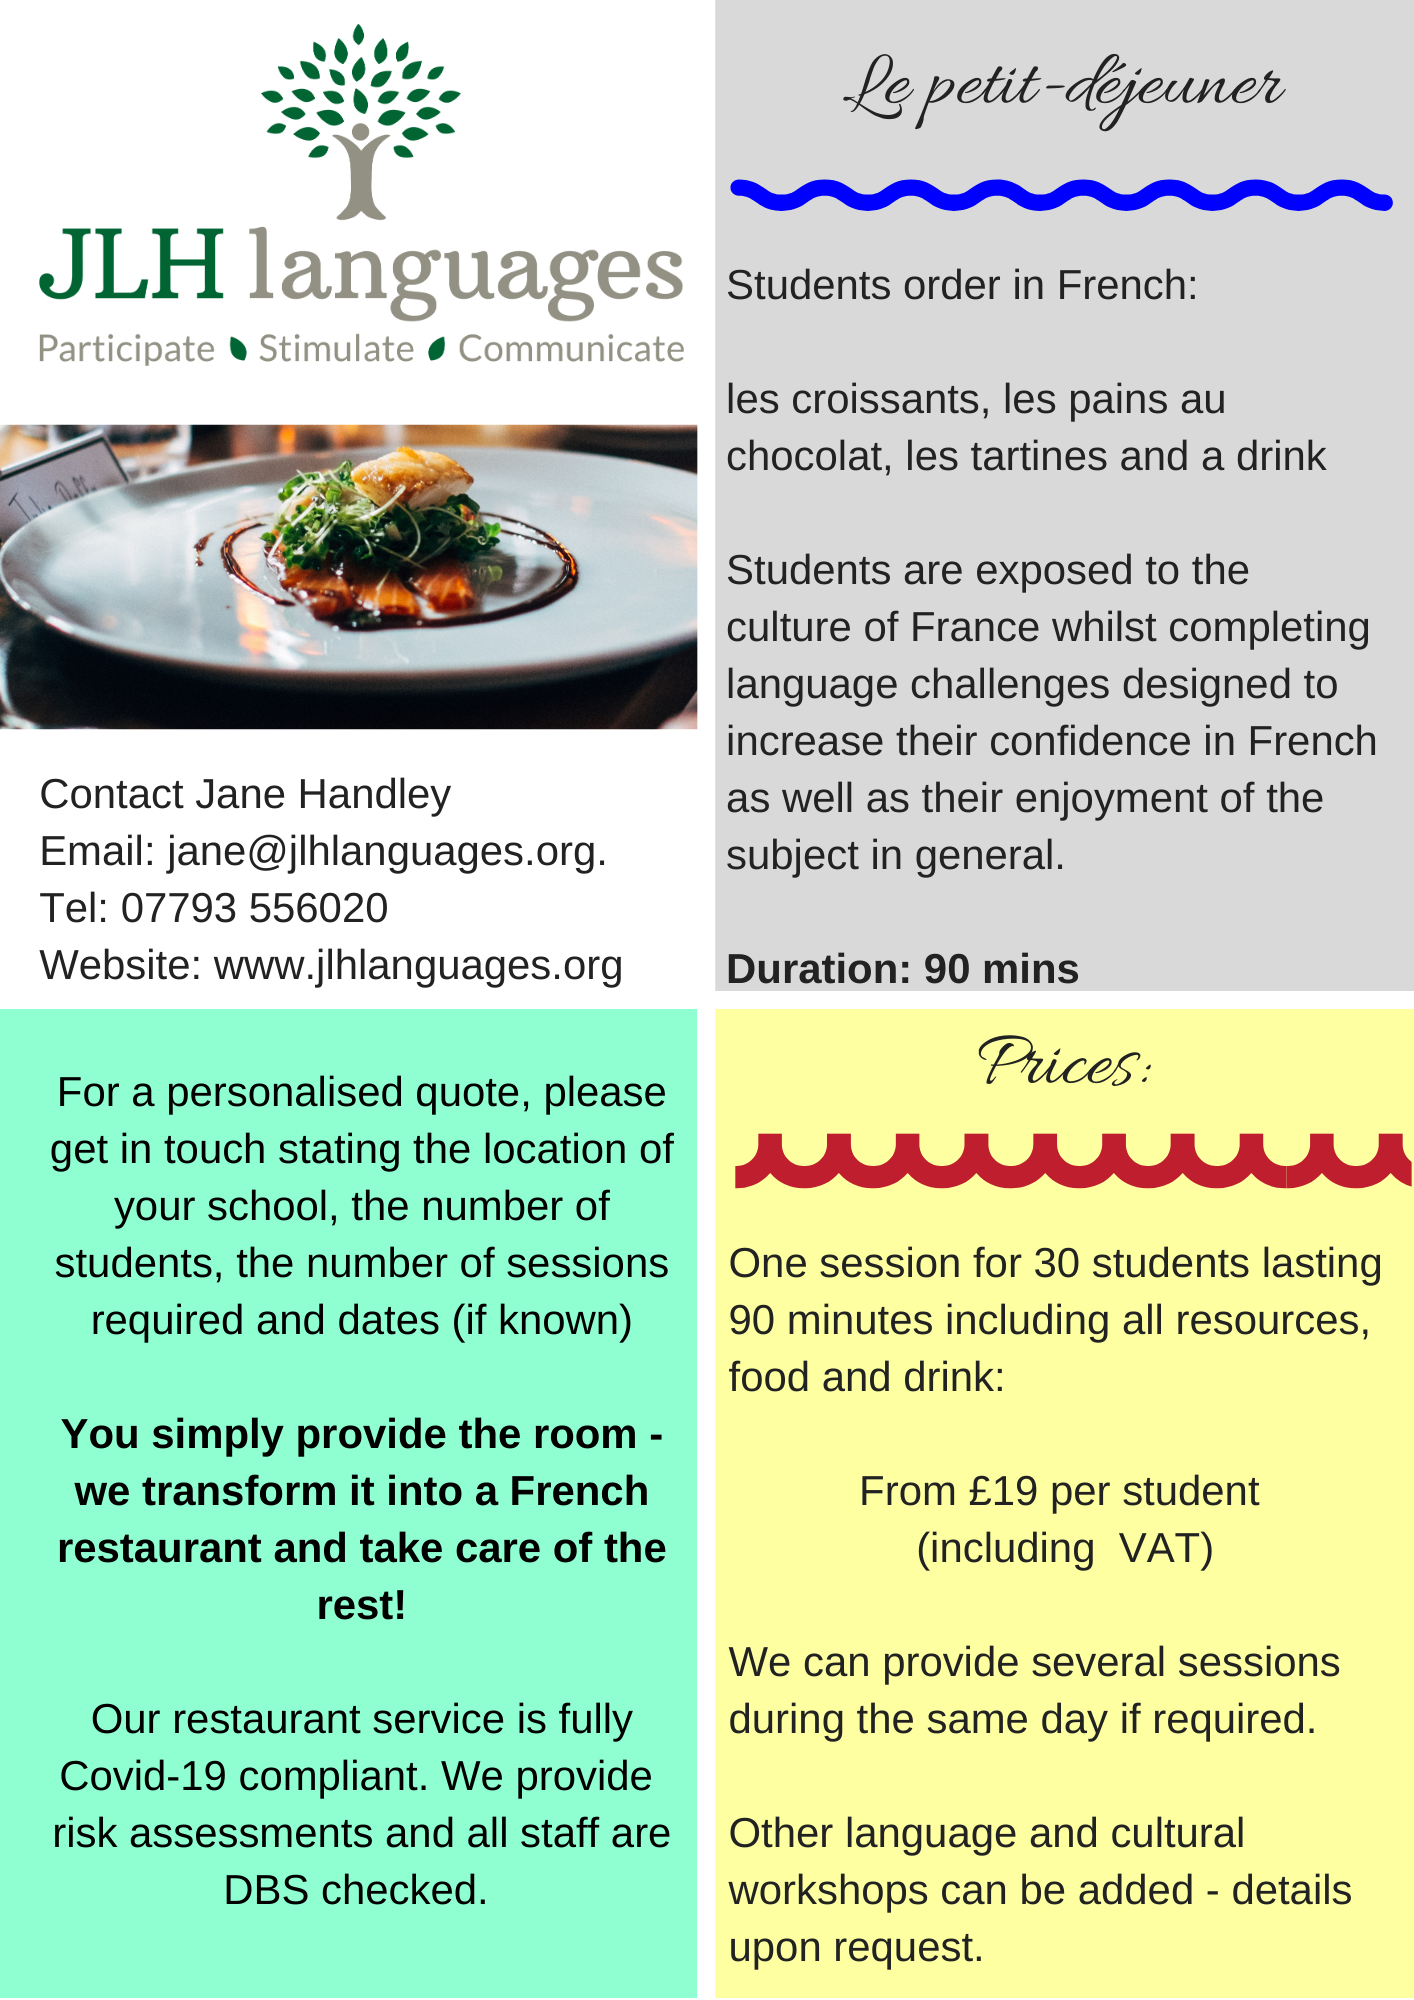 JLH languages
Participate Stimulate Communicate
Contact Jane Handley
Email: jane@jlhlanguages.org.
Tel: 07793 556020
Website: www.jlhlanguages.org
Le petit-déjeuner
Students order in French:
les croissants, les pains au
chocolat, les tartines and a drink
Students are exposed to the
culture of France whilst completing
language challenges designed to
increase their confidence in French
as well as their enjoyment of the
subject in general.
Duration: 90 mins
For a personalised quote, please
get in touch stating the location of
your school, the number of
students, the number of sessions
required and dates (if known)
You simply provide the room -
we transform it into a French
restaurant and take care of the
rest!
Our restaurant service is fully
Covid-19 compliant. We provide
risk assessments and all staff are
DBS checked.
Prices:
One session for 30 students lasting
90 minutes including all resources,
food and drink:
From £19 per student
(including VAT)
We can provide several sessions
during the same day if required.
Other language and cultural
workshops can be added - details
upon request.